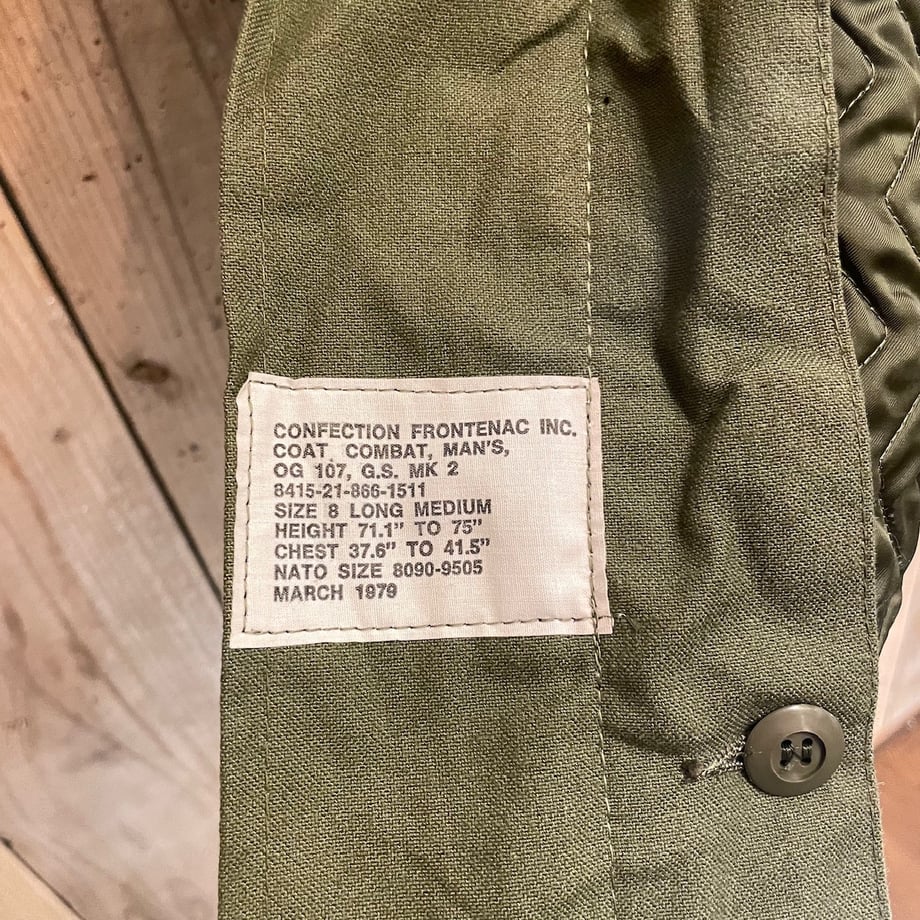 CONFECTION FRONTENAC INC.
COAT, COMBAT, MAN'S,
OG 107, G.S. MK 2
8415-21-866-1511
SIZE 8 LONG MEDIUM
HEIGHT 71.1" TO 75"
CHEST 37.6" TO 41.5"
NATO SIZE 8090-9505
MARCH 1979